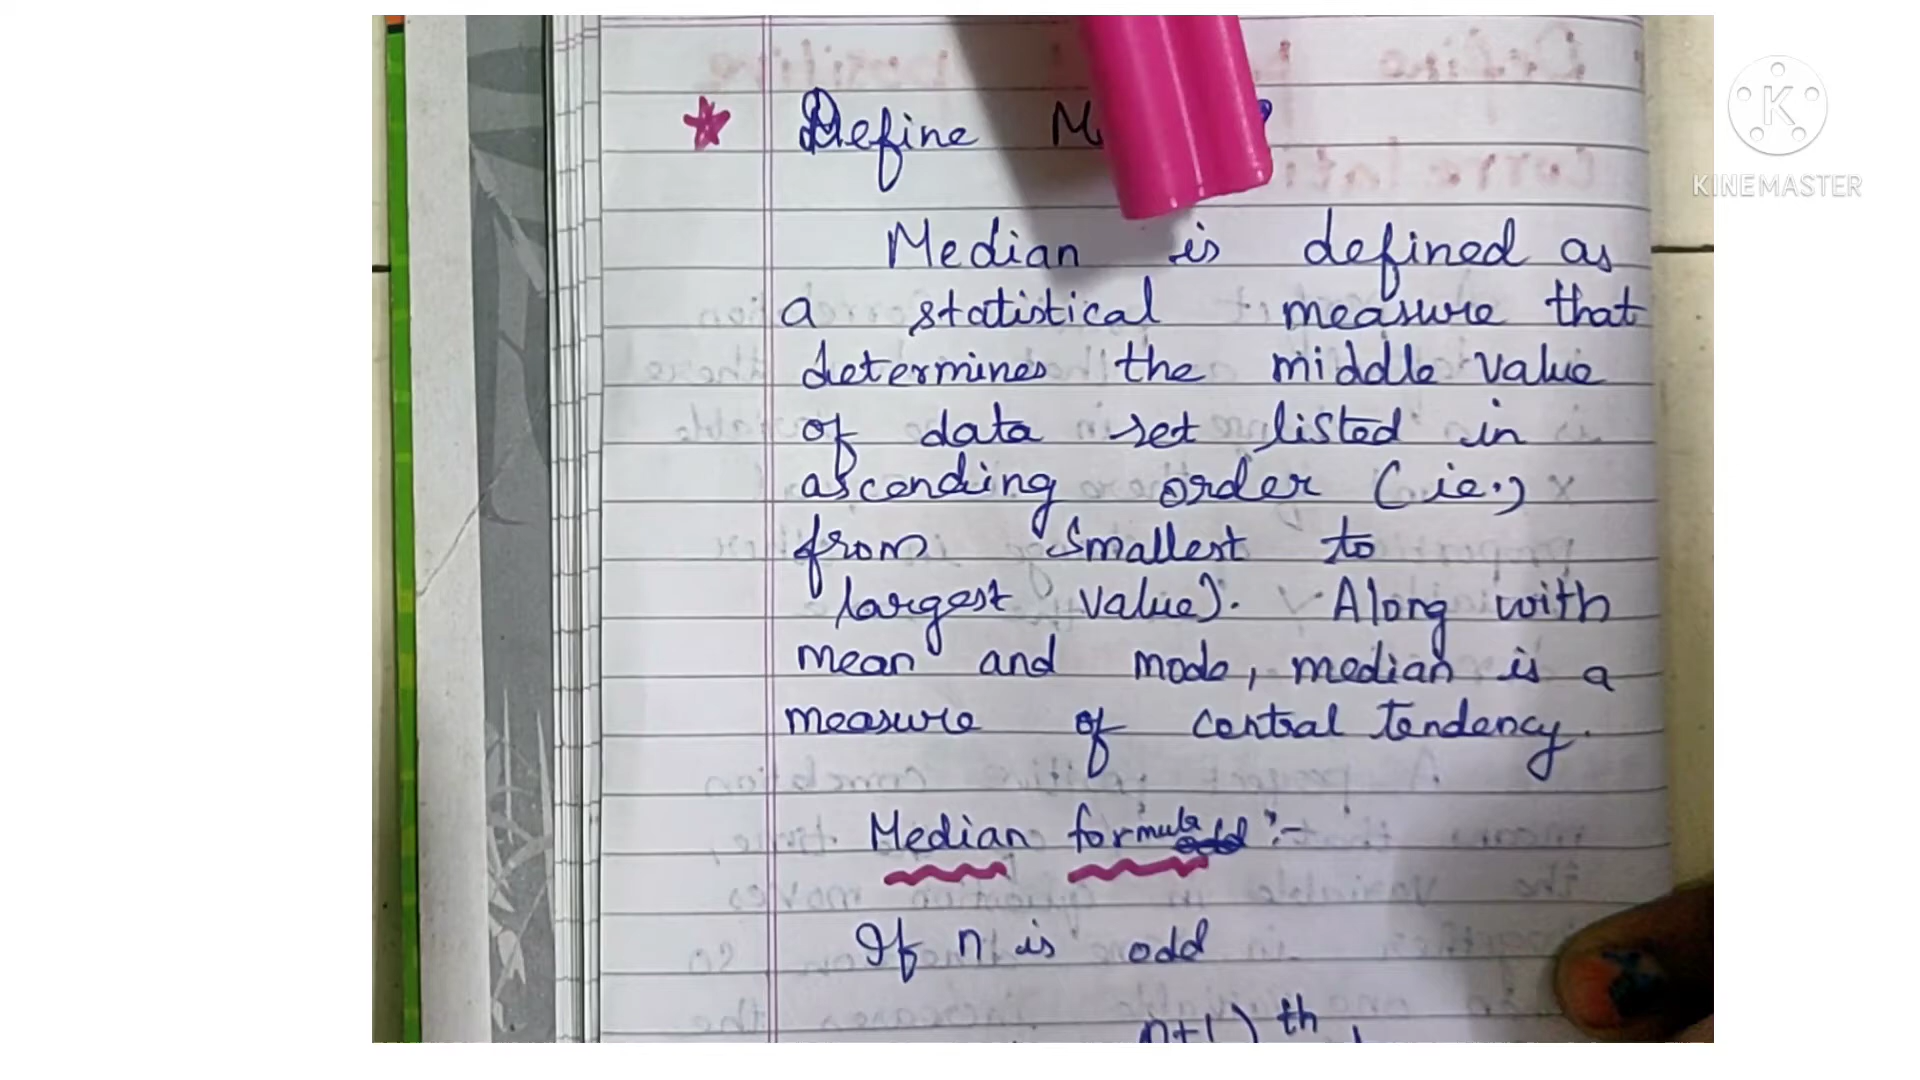 Define
Median is defined as
a statistical measure that
determines the middle value
of data set listed in
ascending order (ie.,
from smallest to
largest value). Along with
mean and mode, median is a
measure of central tendency.
Median formula :-
If n is odd
n+1) th
KINEMASTER